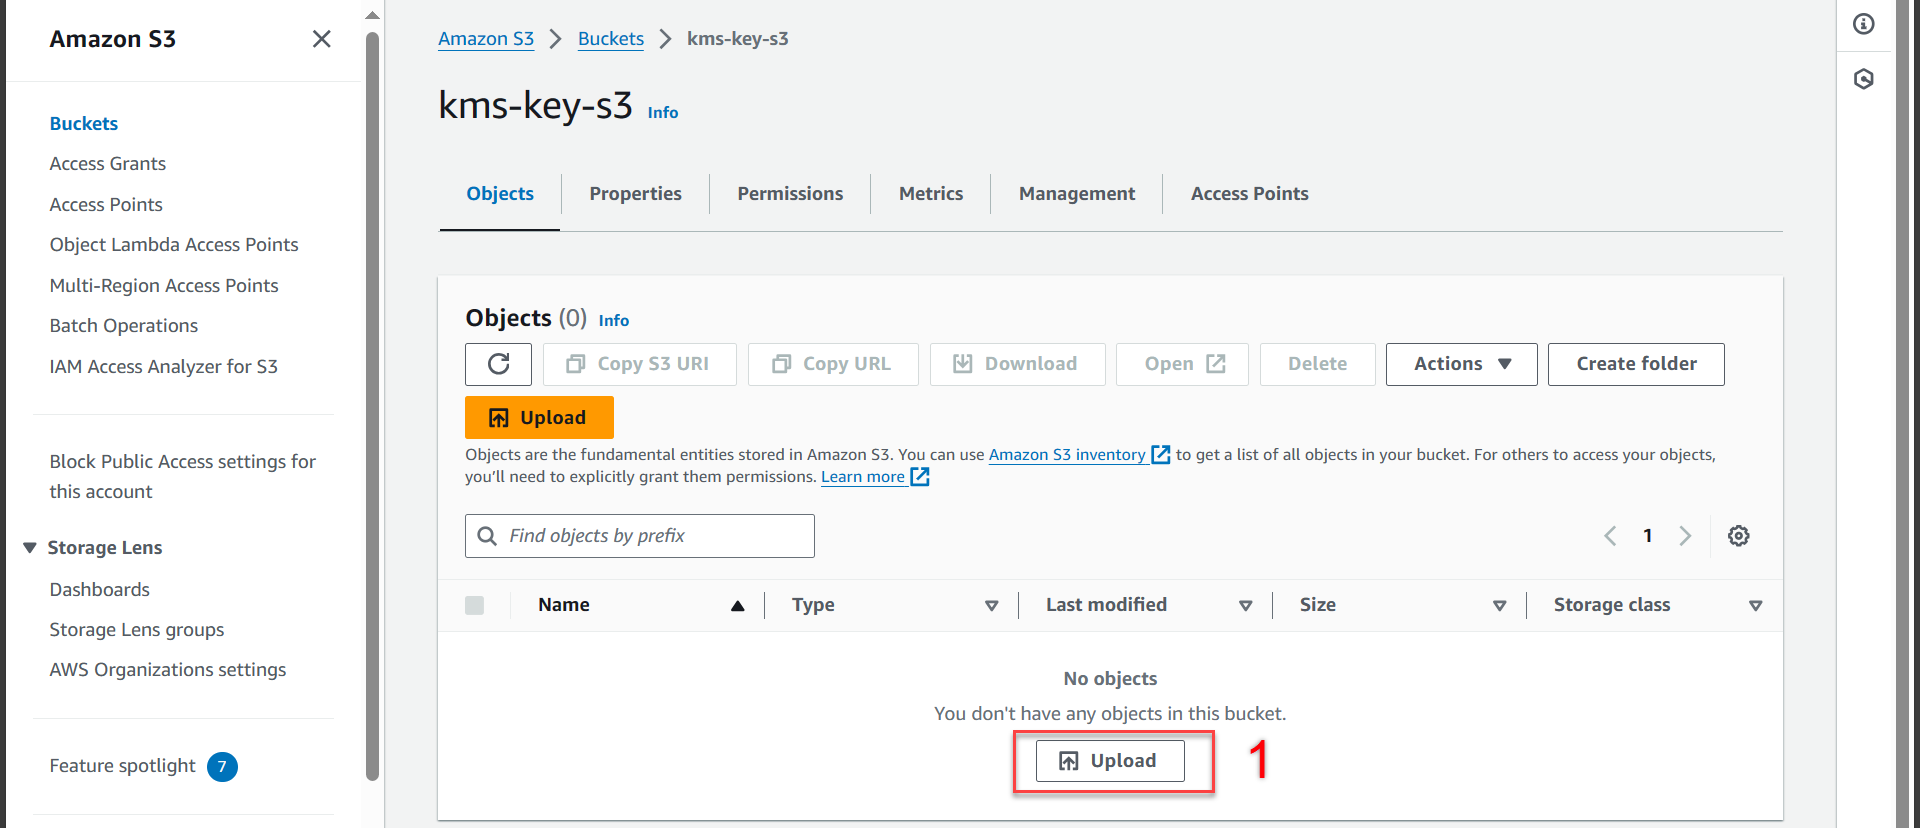 Amazon S3
Buckets
Access Grants
Access Points
Object Lambda Access Points
Multi-Region Access Points
Batch Operations
IAM Access Analyzer for S3
Block Public Access settings for
this account
Storage Lens
Dashboards
Storage Lens groups
AWS Organizations settings
Feature spotlight 7
Amazon S3 Buckets kms-key-s3
kms-key-s3 Info
Objects Properties Permissions Metrics Management Access Points
Objects (0) Info
Copy S3 URI Copy URL Download Open Delete Actions Create folder
Upload
Objects are the fundamental entities stored in Amazon S3. You can use Amazon S3 inventory to get a list of all objects in your bucket. For others to access your objects,
you'll need to explicitly grant them permissions. Learn more
Find objects by prefix 1
Name Type Last modified Size Storage class
No objects
You don't have any objects in this bucket.
Upload 1